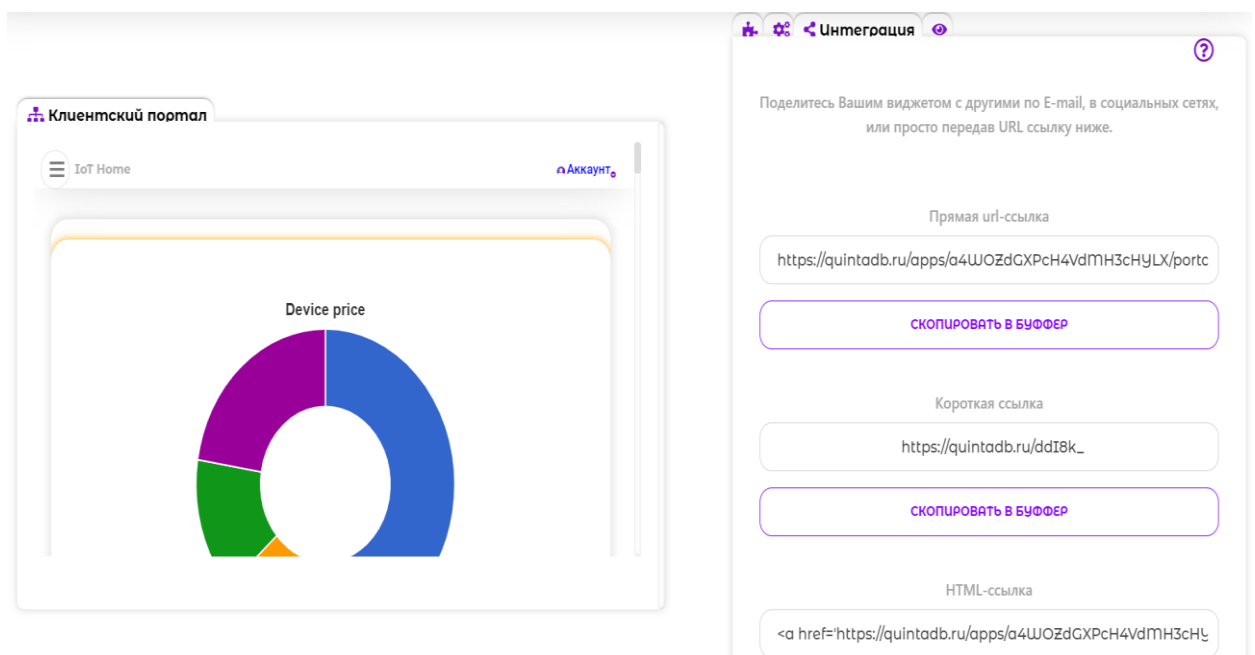 Клиентский портал
IoT Home
Аккаунт
Device price
Интеграция
Поделитесь Вашим виджетом с другими по E-mail, в социальных сетях,
или просто передав URL ссылку ниже.
Прямая url-ссылка
https://quintadb.ru/apps/a4WOZdGXPcH4VdMH3cHYLX/porta
СКОПИРОВАТЬ В БУФФЕР
Короткая ссылка
https://quintadb.ru/ddI8k_
СКОПИРОВАТЬ В БУФФЕР
HTML-ссылка
<a href='https://quintadb.ru/apps/a4WOZdGXPcH4VdMH3cHY